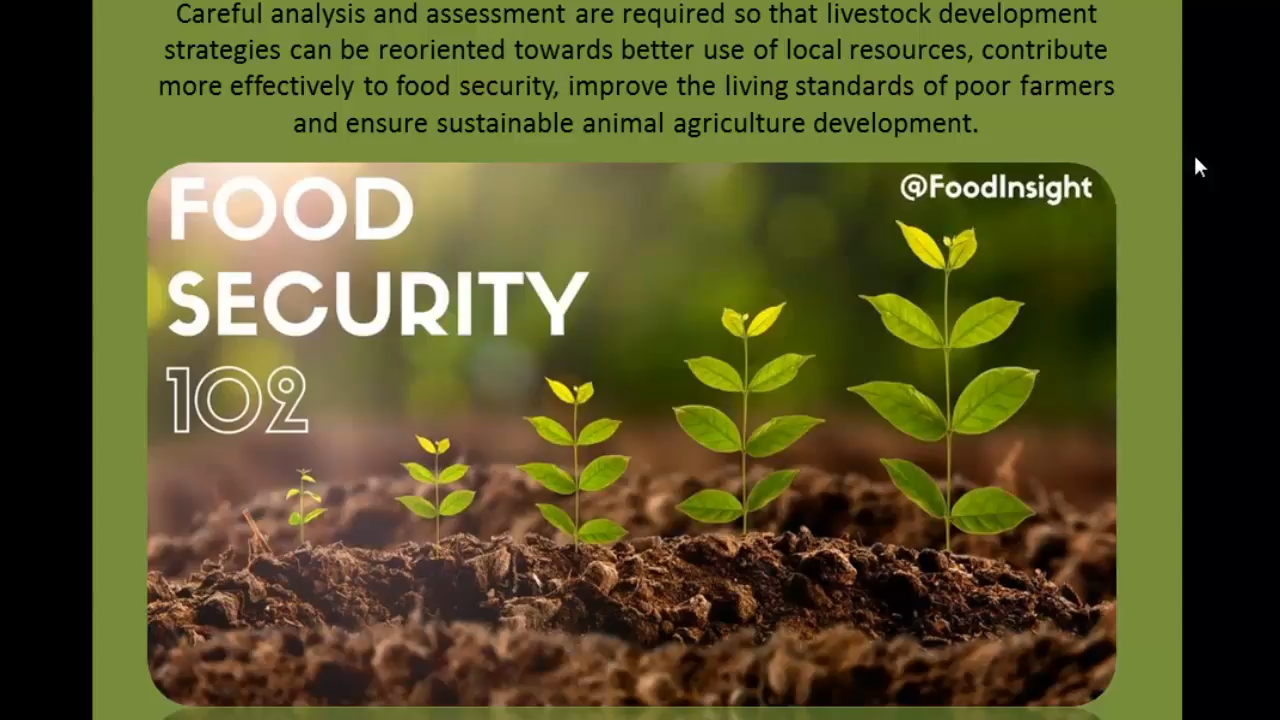 Careful analysis and assessment are required so that livestock development
strategies can be reoriented towards better use of local resources, contribute
more effectively to food security, improve the living standards of poor farmers
and ensure sustainable animal agriculture development.
FOOD
@FoodInsight
SECURITY
102